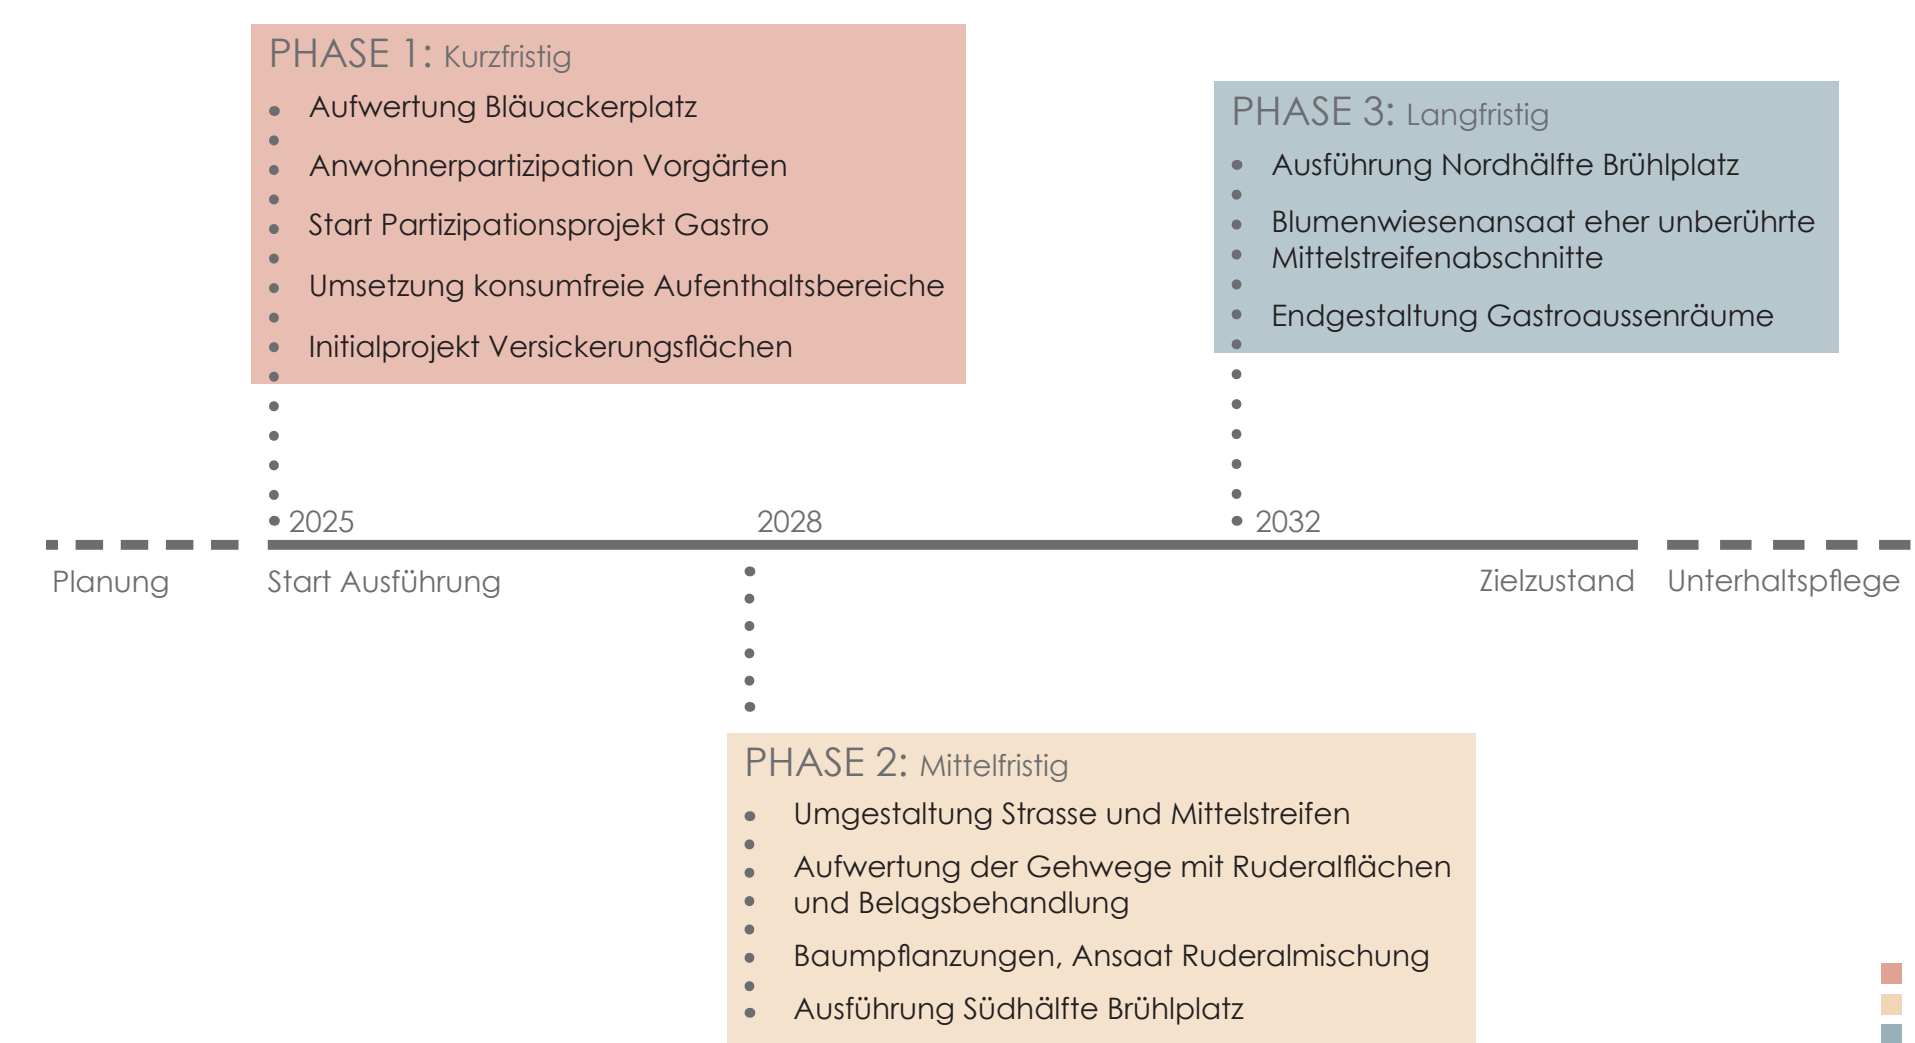 PHASE 1: Kurzfristig
Aufwertung Bläuackerplatz
Anwohnerpartizipation Vorgärten
Start Partizipationsprojekt Gastro
Umsetzung konsumfreie Aufenthaltsbereiche
Initialprojekt Versickerungsflächen
PHASE 3: Langfristig
Ausführung Nordhälfte Brühlplatz
Blumenwiesenansaat eher unberührte
Mittelstreifenabschnitte
Endgestaltung Gastroaussenräume
2025
2028
2032
Planung
Start Ausführung
Zielzustand
Unterhaltspflege
PHASE 2: Mittelfristig
Umgestaltung Strasse und Mittelstreifen
Aufwertung der Gehwege mit Ruderalflächen
und Belagsbehandlung
Baumpflanzungen, Ansaat Ruderalmischung
Ausführung Südhälfte Brühlplatz